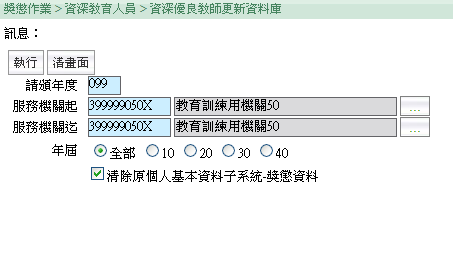 獎懲作業 > 資深教育人員 > 資深優良教師更新資料庫
訊息：
執行 清畫面
請頒年度 099
服務機關起 39999905​0X 教育訓練用機關50 ...
服務機關迄 399999050X 教育訓練用機關50 ...
年屆 全部 10 20 30 40
清除原個人基本資料子系統-獎懲資料